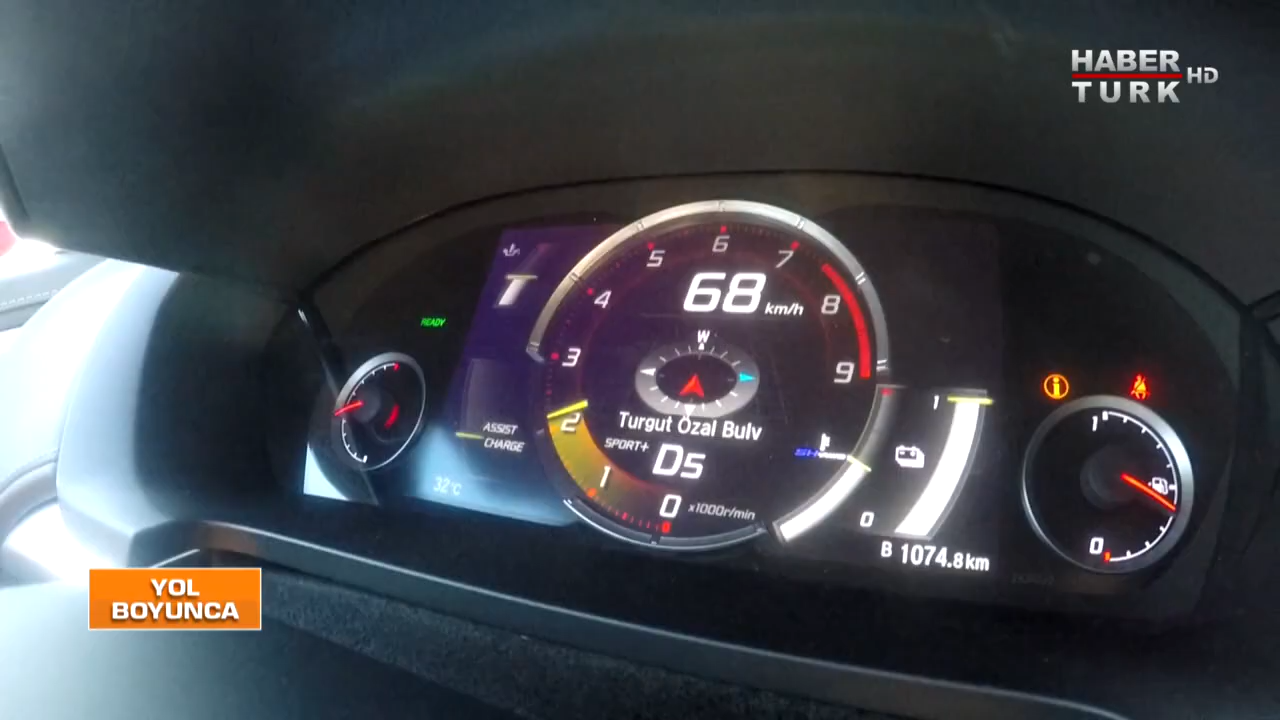 HABER
TURK HD
READY
ASSIST
CHARGE
32°C
0
1
2
3
4
5
6
7
8
9
68 km/h
W
Turgut Özal Bulv
SPORT+
D5
x1000r/min
1
0
B 1074.8km
1
0
YOL
BOYUNCA